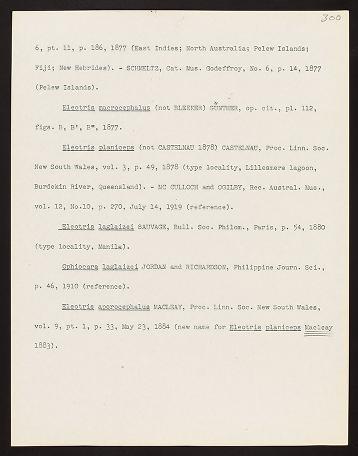 300
6, pt. 11, p. 186, 1877 (East Indies; North Australia; Pelew Islands;
Fiji; New Hebrides). - SCHMELTZ, Cat. Mus. Godeffroy, No. 6, p. 14, 1877
(Pelew Islands).
Eleotris macrocephalus (not BLEEKER) GÜNTHER, op. cit., pl. 112,
figs. B, B', B", 1877.
Eleotris planiceps (not CASTELNAU 1878) CASTELNAU, Proc. Linn. Soc.
New South Wales, vol. 3, p. 49, 1878 (type locality, Lillesmere lagoon,
Burdekin River, Queensland). - MC CULLOCH and OGILBY, Rec. Austral. Mus.,
vol. 12, No.10, p. 270, July 14, 1919 (reference).
Eleotris laglaizei SAUVAGE, Bull. Soc. Philom., Paris, p. 54, 1880
(type locality, Manila).
Ophiocara laglaizei JORDAN and RICHARDSON, Philippine Journ. Sci.,
p. 46, 1910 (reference).
Eleotris aporocephalus MACLEAY, Proc. Linn. Soc. New South Wales,
vol. 9, pt. 1, p. 33, May 23, 1884 (new name for Eleotris planiceps Macleay
1883).